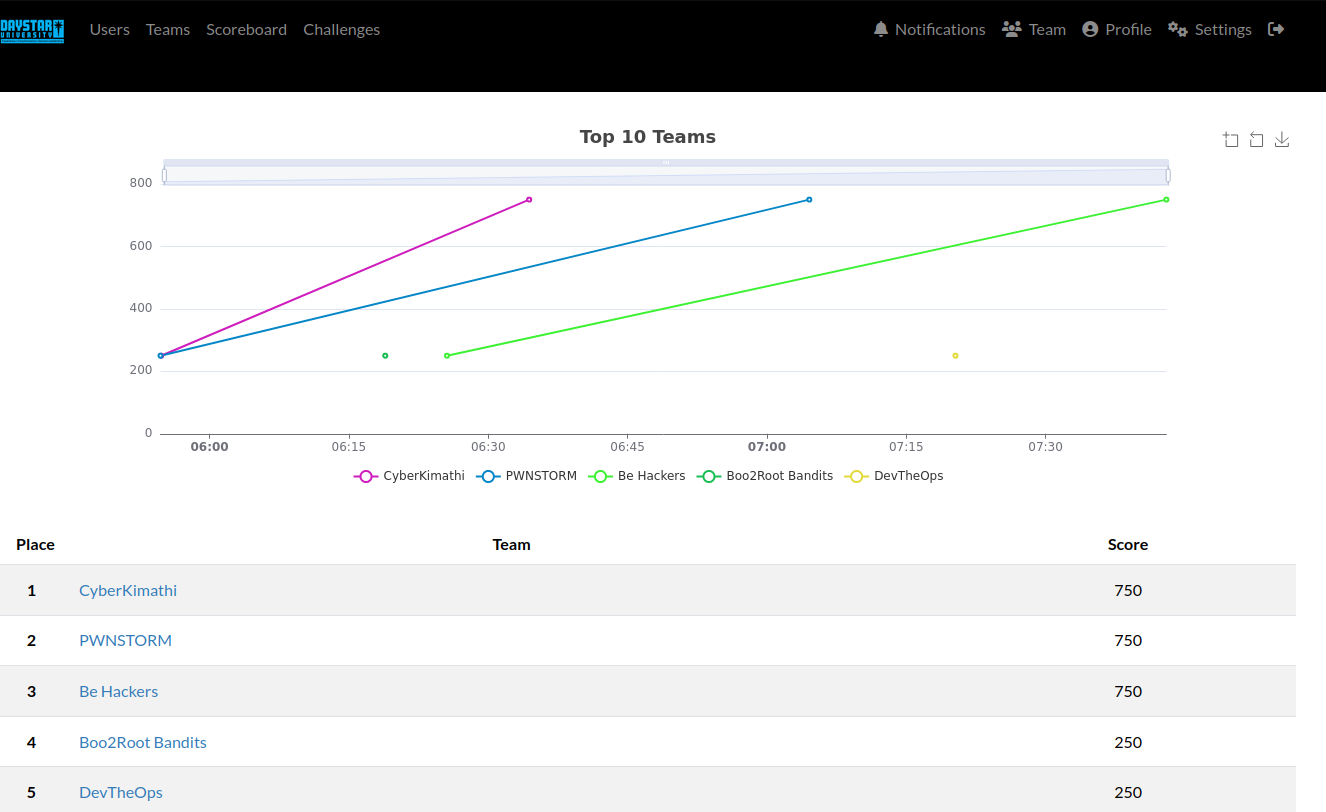 DAYSTAR
UNIVERSITY
Users Teams Scoreboard Challenges Notifications Team Profile Settings
Top 10 Teams
800
600
400
200
0
06:00 06:15 06:30 06:45 07:00 07:15 07:30
CyberKimathi PWNSTORM Be Hackers Boo2Root Bandits DevTheOps
Place Team Score
1 CyberKimathi 750
2 PWNSTORM 750
3 Be Hackers 750
4 Boo2Root Bandits 250
5 DevTheOps 250